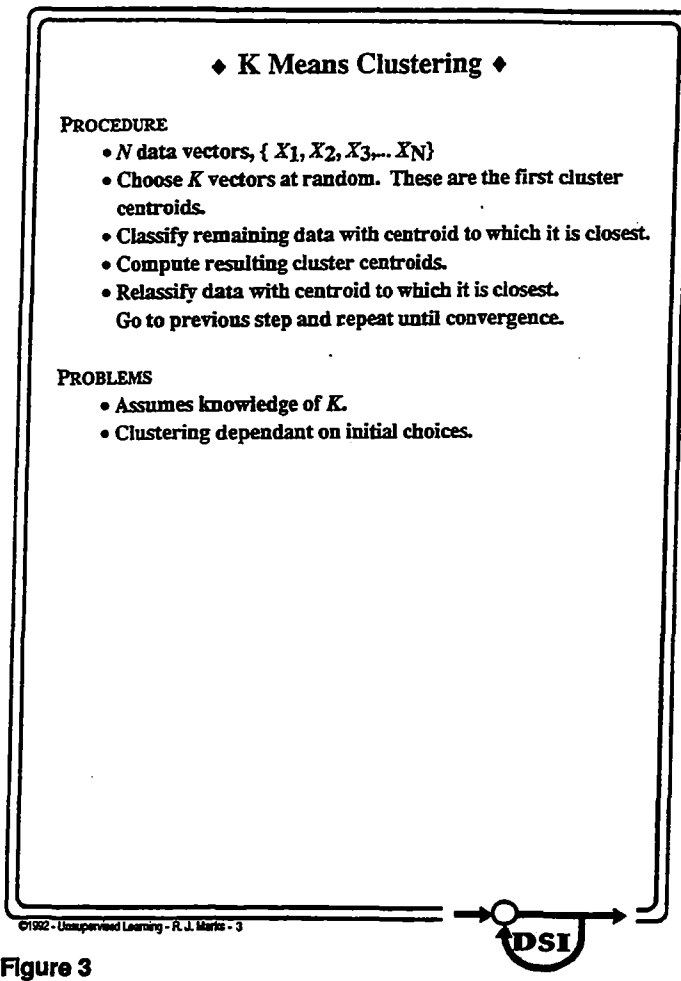 ♦ K Means Clustering ♦
PROCEDURE
• N data vectors, { X1, X2, X3,... XN}
• Choose K vectors at random. These are the first cluster
centroids.
• Classify remaining data with centroid to which it is closest.
• Compute resulting cluster centroids.
• Relassify data with centroid to which it is closest.
Go to previous step and repeat until convergence.
PROBLEMS
• Assumes knowledge of K.
• Clustering dependant on initial choices.
©1992 - Unsupervised Learning - R. J. Marks - 3
DSI
Figure 3